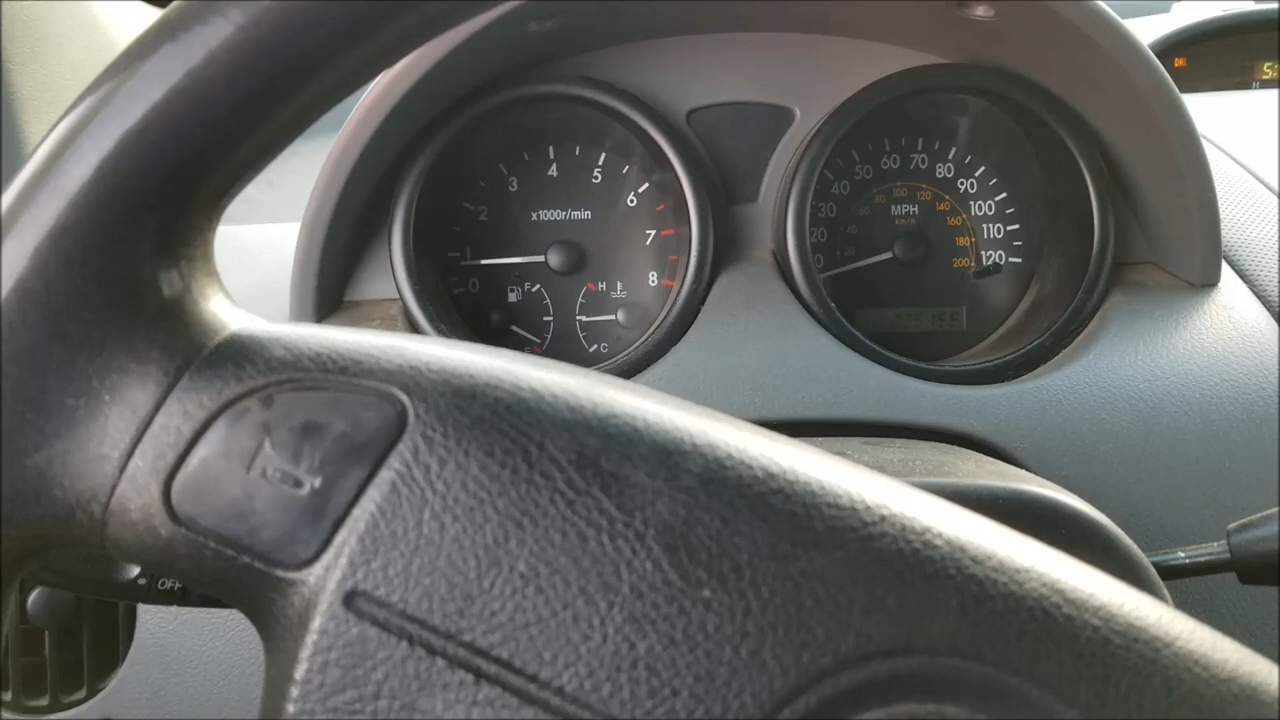 0 1 2 3 4 5 6 7 8
x1000r/min
F
E
H
C
0 20 30 40 50 60 70 80 90 100 110 120
20 40 60 80 100 120 140 160 180 200
MPH
km/h
OFF
H